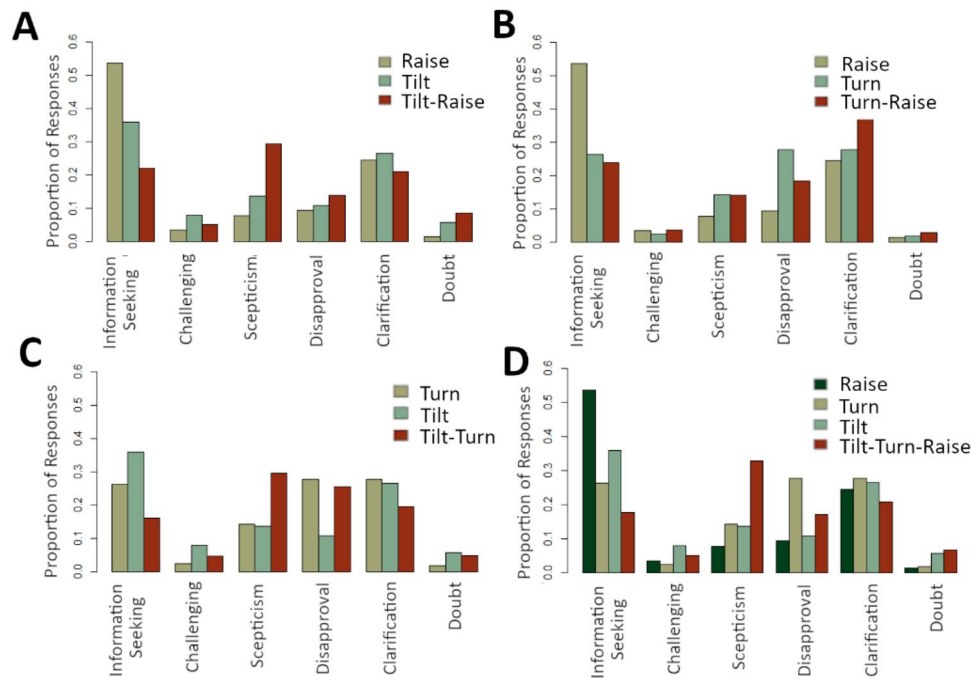 A
Proportion of Responses
0.6
0.5
0.4
0.3
0.2
0.1
0.0
Raise
Tilt
Tilt-Raise
Information
Seeking
Challenging
Scepticism
Disapproval
Clarification
Doubt
B
Proportion of Responses
0.6
0.5
0.4
0.3
0.2
0.1
0.0
Raise
Turn
Turn-Raise
Information
Seeking
Challenging
Scepticism
Disapproval
Clarification
Doubt
C
Proportion of Responses
0.6
0.5
0.4
0.3
0.2
0.1
0.0
Turn
Tilt
Tilt-Turn
Information
Seeking
Challenging
Scepticism
Disapproval
Clarification
Doubt
D
Proportion of Responses
0.6
0.5
0.4
0.3
0.2
0.1
0.0
Raise
Turn
Tilt
Tilt-Turn-Raise
Information
Seeking
Challenging
Scepticism
Disapproval
Clarification
Doubt